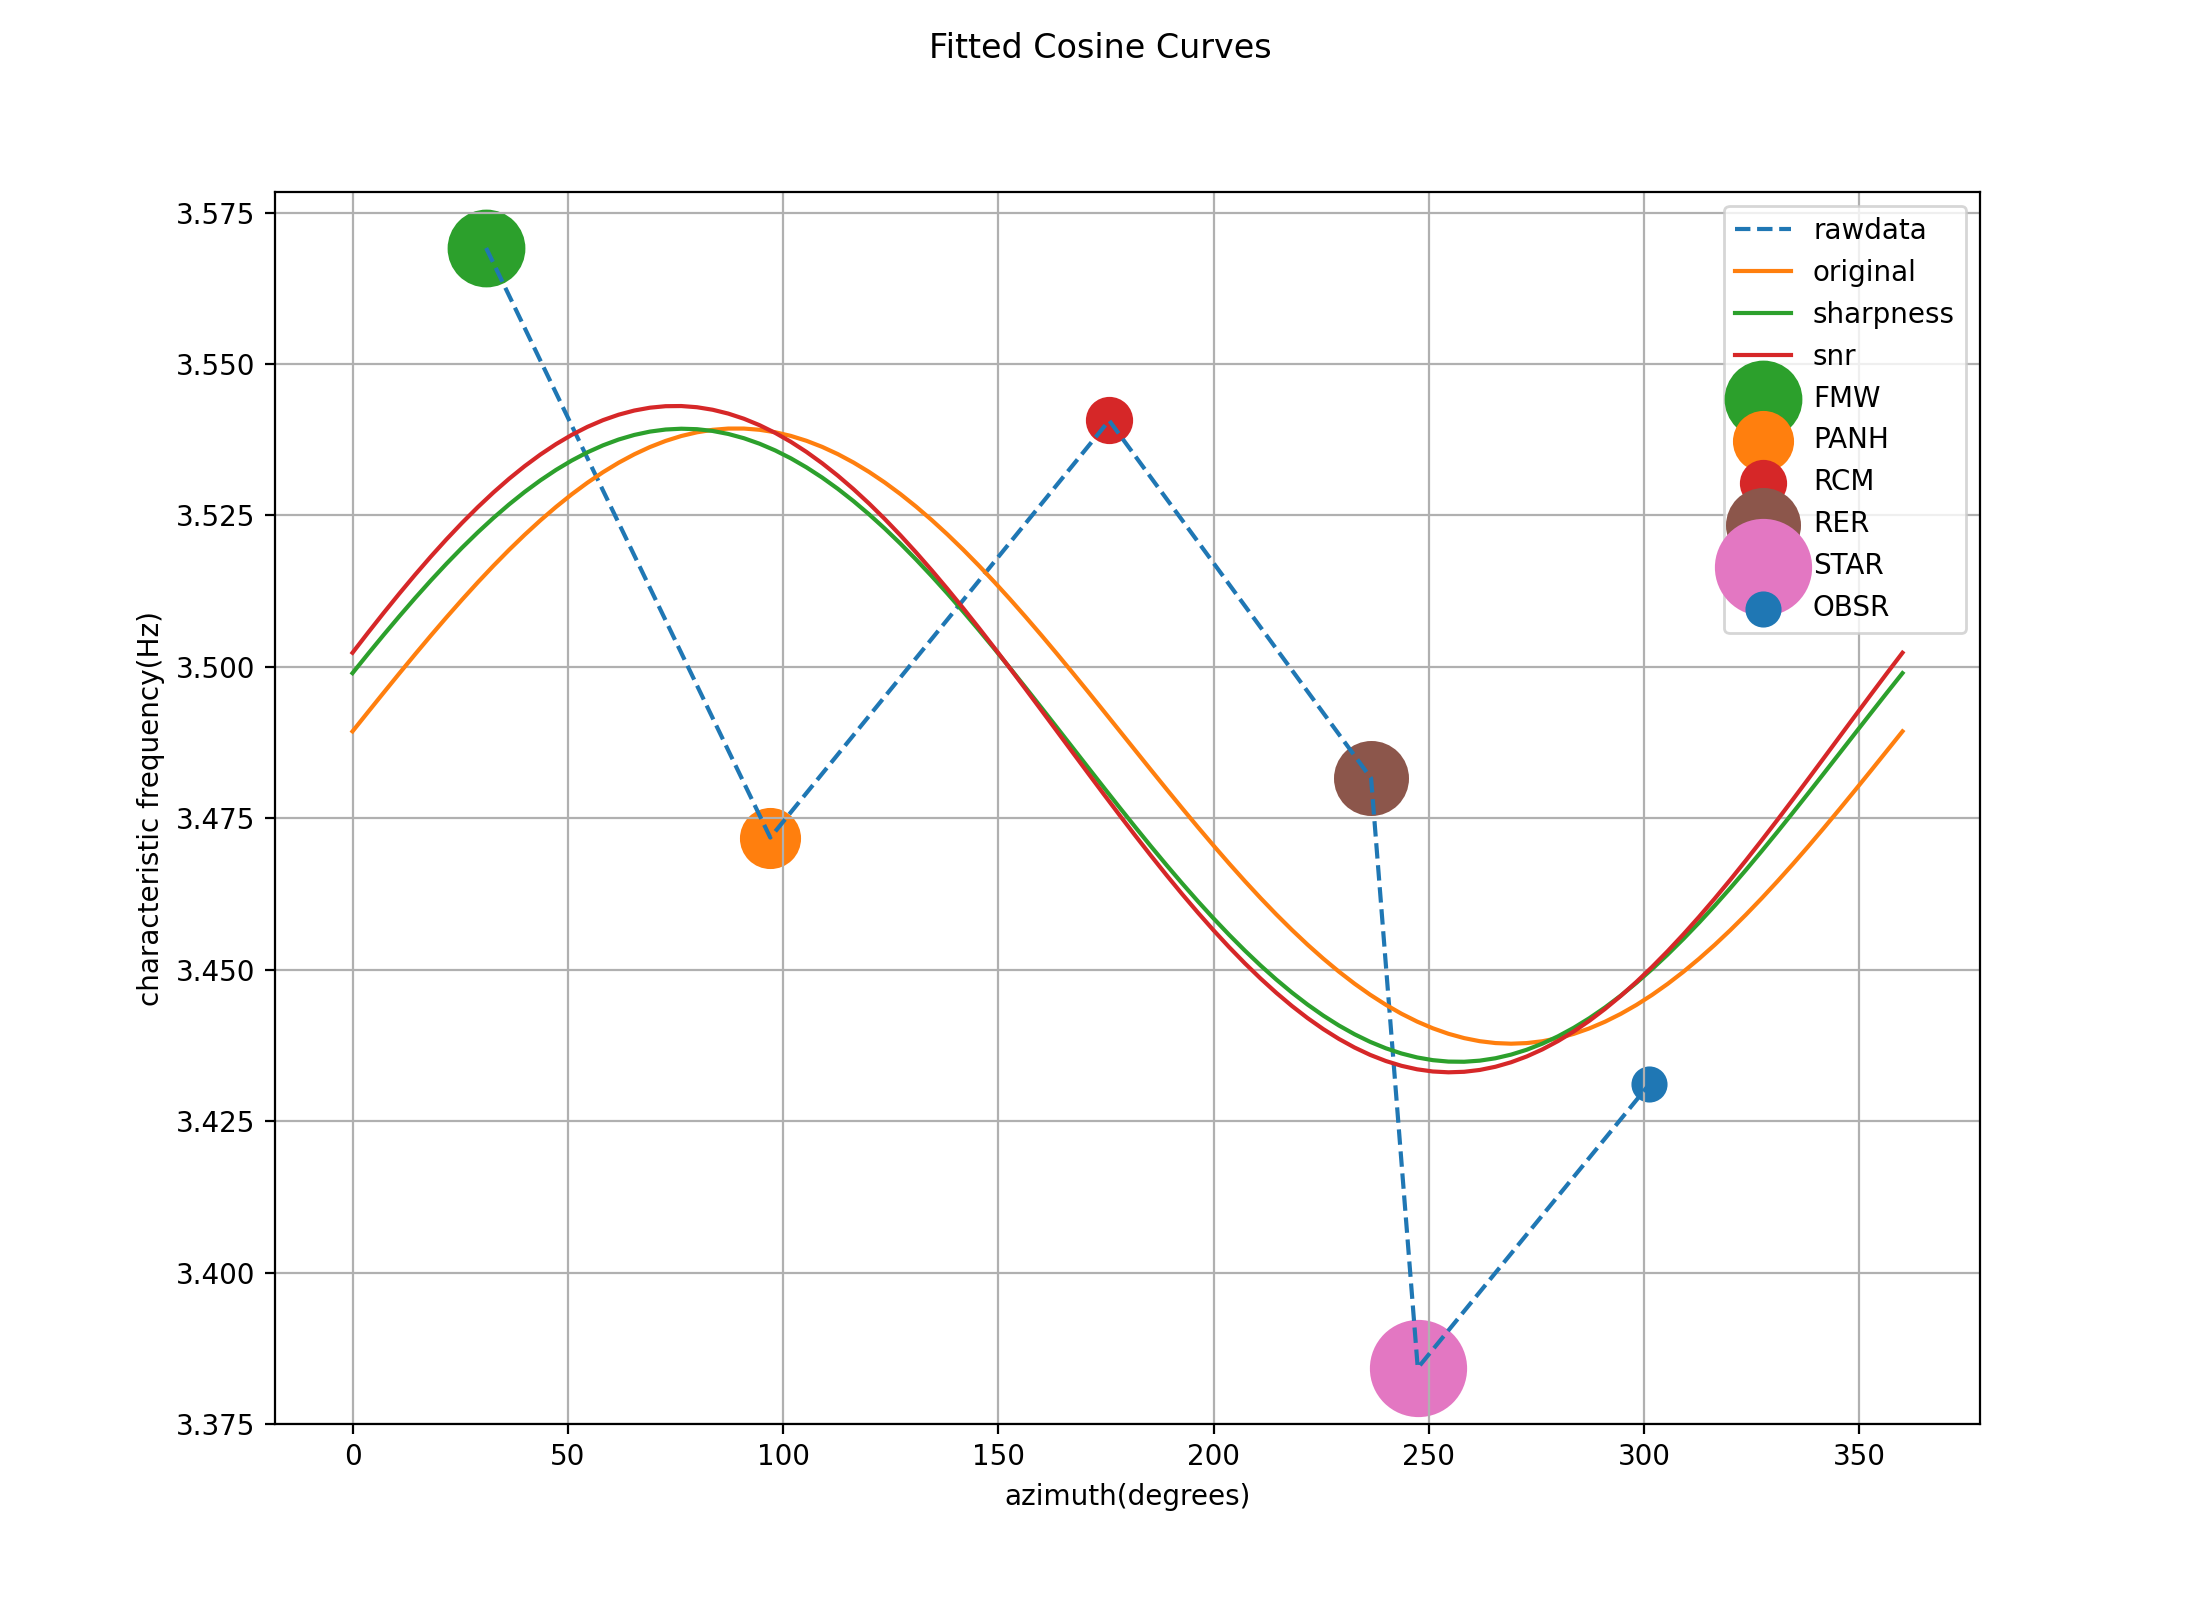 Fitted Cosine Curves
3.575
3.550
3.525
3.500
3.475
3.450
3.425
3.400
3.375
characteristic frequency(Hz)
rawdata
original
sharpness
snr
FMW
PANH
RCM
RER
STAR
OBSR
0 50 100 150 200 250 300 350
azimuth(degrees)